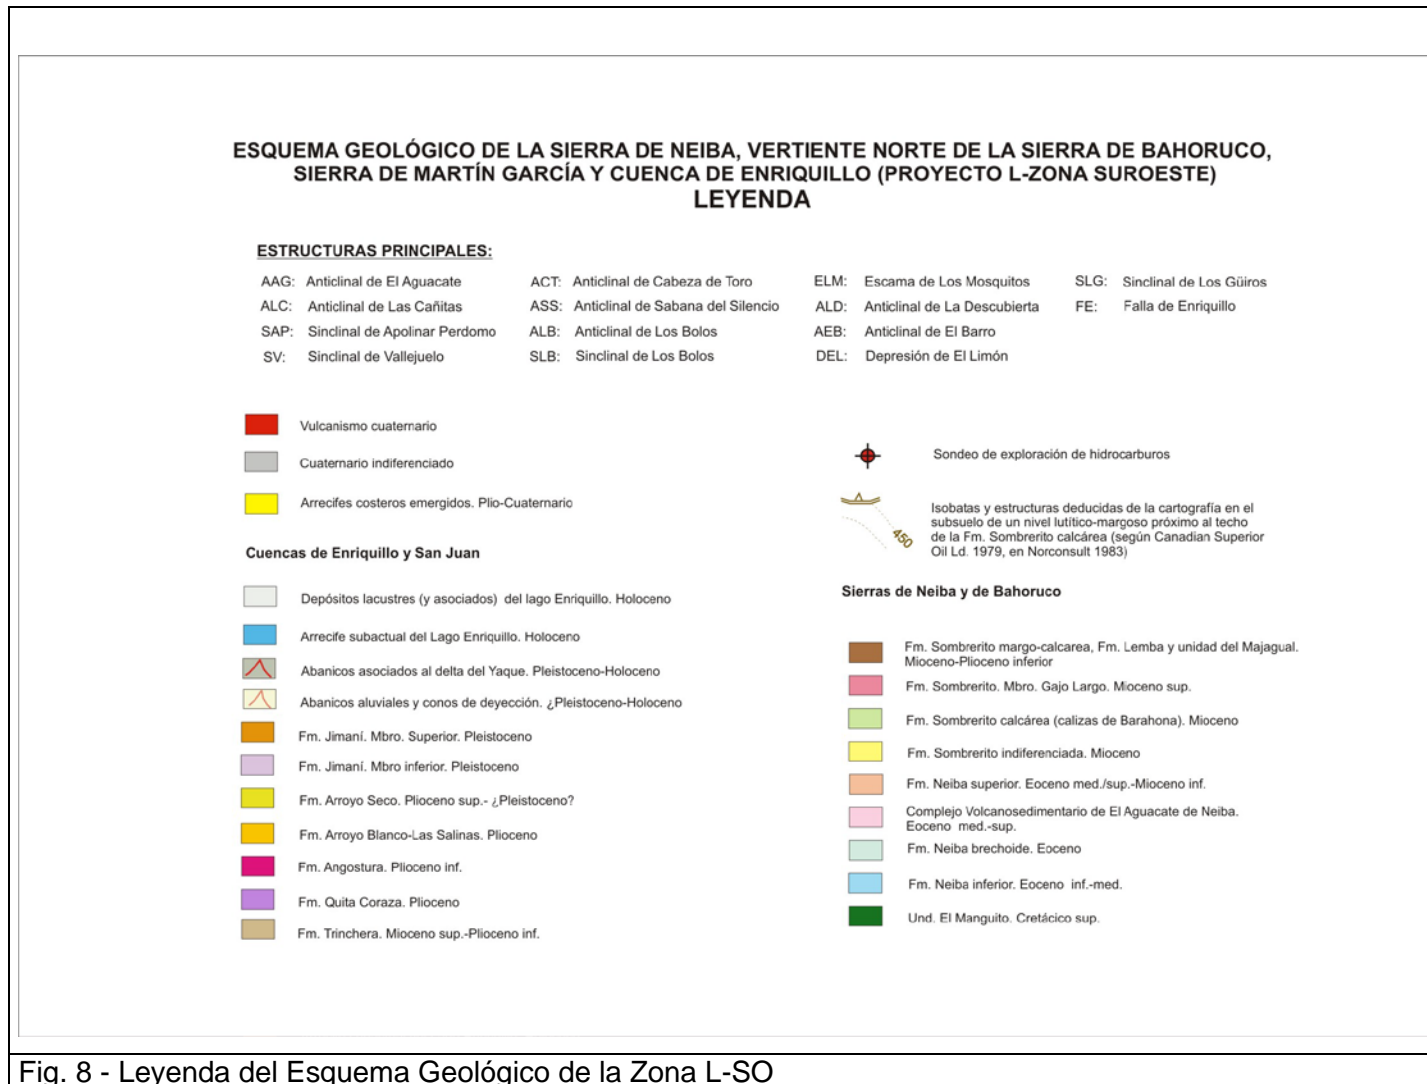 ESQUEMA GEOLÓGICO DE LA SIERRA DE NEIBA, VERTIENTE NORTE DE LA SIERRA DE BAHORUCO,
SIERRA DE MARTÍN GARCÍA Y CUENCA DE ENRIQUILLO (PROYECTO L-ZONA SUROESTE)
LEYENDA
ESTRUCTURAS PRINCIPALES:
AAG: Anticlinal de El Aguacate
ALC: Anticlinal de Las Cañitas
SAP: Sinclinal de Apolinar Perdomo
SV: Sinclinal de Vallejuelo
ACT: Anticlinal de Cabeza de Toro
ASS: Anticlinal de Sabana del Silencio
ALB: Anticlinal de Los Bolos
SLB: Sinclinal de Los Bolos
ELM: Escama de Los Mosquitos
ALD: Anticlinal de La Descubierta
AEB: Anticlinal de El Barro
DEL: Depresión de El Limón
SLG: Sinclinal de Los Güiros
FE: Falla de Enriquillo
Vulcanismo cuaternario
Cuaternario indiferenciado
Arrecifes costeros emergidos. Plio-Cuaternario
Cuencas de Enriquillo y San Juan
Depósitos lacustres (y asociados) del lago Enriquillo. Holoceno
Arrecife subactual del Lago Enriquillo. Holoceno
Abanicos asociados al delta del Yaque. Pleistoceno-Holoceno
Abanicos aluviales y conos de deyección. ¿Pleistoceno-Holoceno
Fm. Jimaní. Mbro. Superior. Pleistoceno
Fm. Jimaní. Mbro inferior. Pleistoceno
Fm. Arroyo Seco. Plioceno sup.- ¿Pleistoceno?
Fm. Arroyo Blanco-Las Salinas. Plioceno
Fm. Angostura. Plioceno inf.
Fm. Quita Coraza. Plioceno
Fm. Trinchera. Mioceno sup.-Plioceno inf.
Sondeo de exploración de hidrocarburos
450
Isobatas y estructuras deducidas de la cartografía en el
subsuelo de un nivel lutítico-margoso próximo al techo
de la Fm. Sombrerito calcárea (según Canadian Superior
Oil Ld. 1979, en Norconsult 1983)
Sierras de Neiba y de Bahoruco
Fm. Sombrerito margo-calcarea, Fm. Lemba y unidad del Majagual.
Mioceno-Plioceno inferior
Fm. Sombrerito. Mbro. Gajo Largo. Mioceno sup.
Fm. Sombrerito calcárea (calizas de Barahona). Mioceno
Fm. Sombrerito indiferenciada. Mioceno
Fm. Neiba superior. Eoceno med./sup.-Mioceno inf.
Complejo Volcanosedimentario de El Aguacate de Neiba.
Eoceno med.-sup.
Fm. Neiba brechoide. Eoceno
Fm. Neiba inferior. Eoceno inf.-med.
Und. El Manguito. Cretácico sup.
Fig. 8 - Leyenda del Esquema Geológico de la Zona L-SO